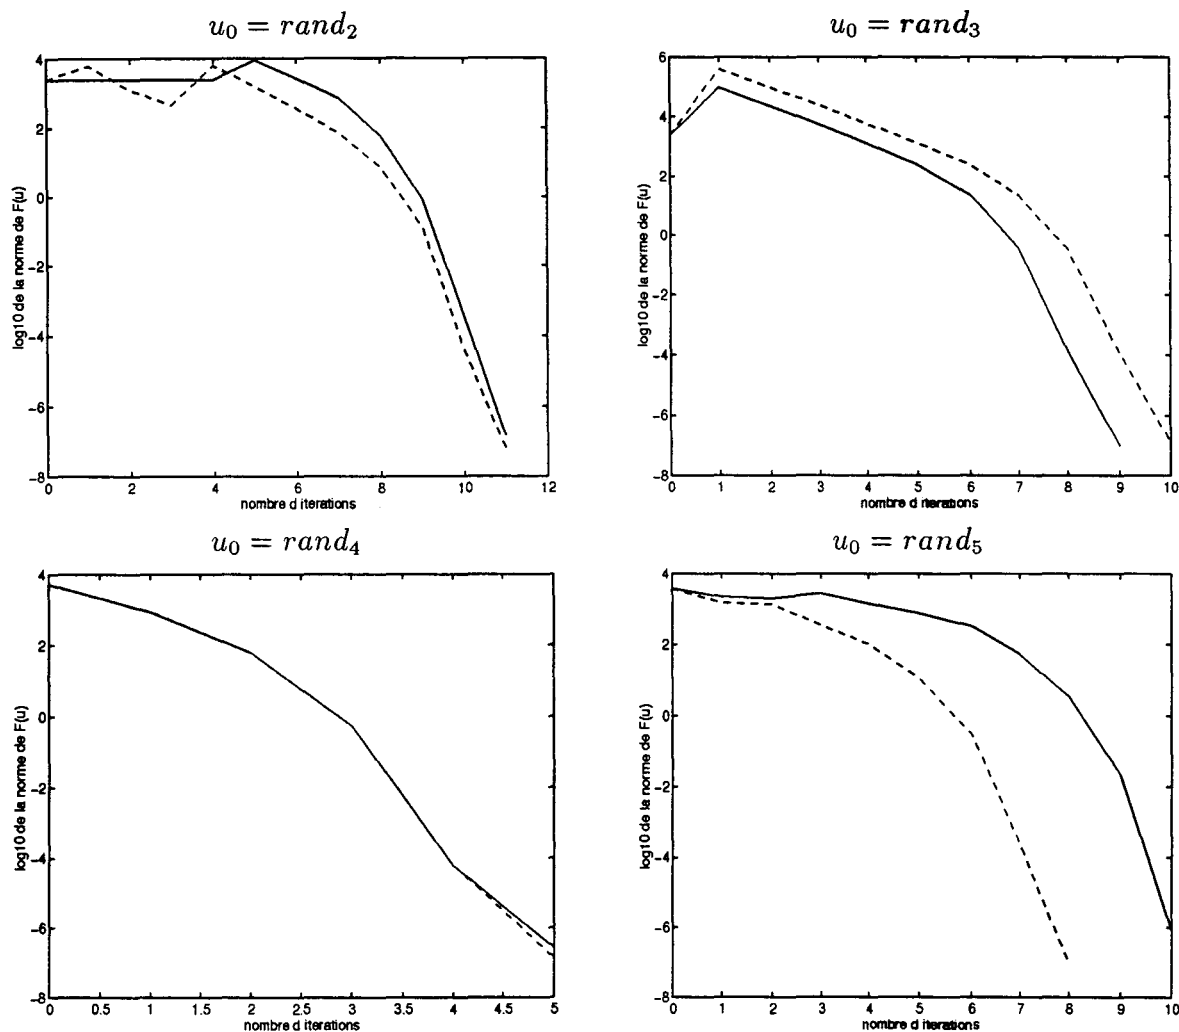 u₀ = rand₂
4
2
0
-2
-4
-6
-8
log10 de la norme de F(u)
0 2 4 6 8 10 12
nombre d iterations
u₀ = rand₃
6
4
2
0
-2
-4
-6
-8
log10 de la norme de F(u)
0 1 2 3 4 5 6 7 8 9 10
nombre d iterations
u₀ = rand₄
4
2
0
-2
-4
-6
-8
log10 de la norme de F(u)
0 0.5 1 1.5 2 2.5 3 3.5 4 4.5 5
nombre d iterations
u₀ = rand₅
4
2
0
-2
-4
-6
-8
log10 de la norme de F(u)
0 1 2 3 4 5 6 7 8 9 10
nombre d iterations